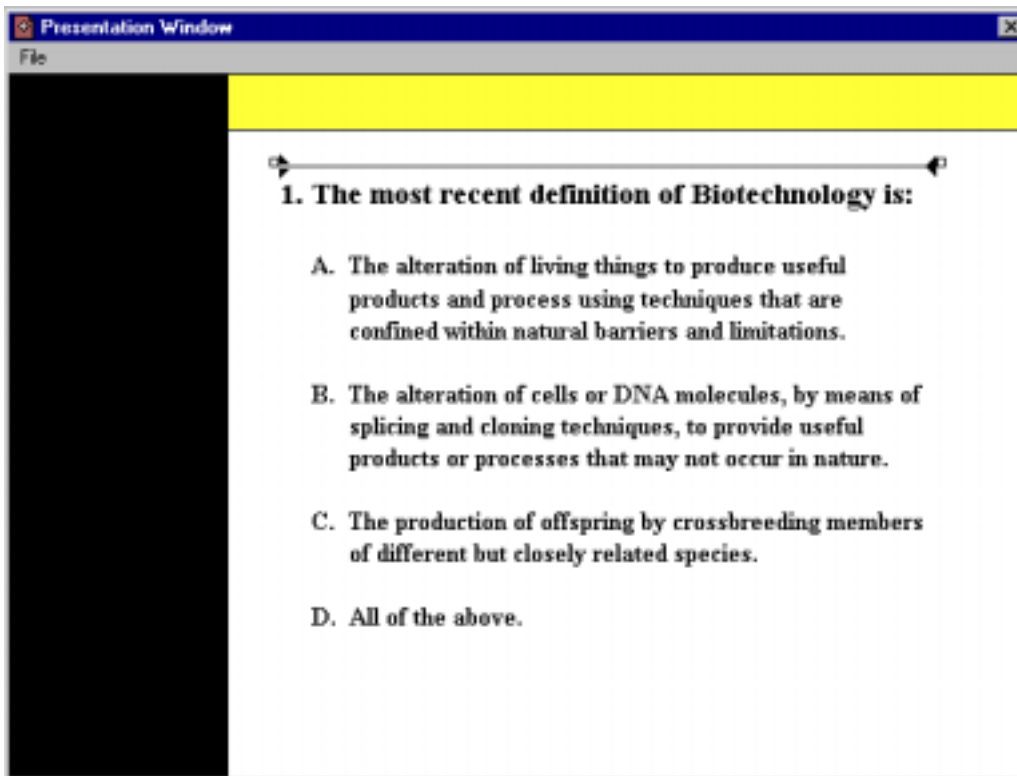 Presentation Window
File
1. The most recent definition of Biotechnology is:
A. The alteration of living things to produce useful
products and process using techniques that are
confined within natural barriers and limitations.
B. The alteration of cells or DNA molecules, by means of
splicing and cloning techniques, to provide useful
products or processes that may not occur in nature.
C. The production of offspring by crossbreeding members
of different but closely related species.
D. All of the above.